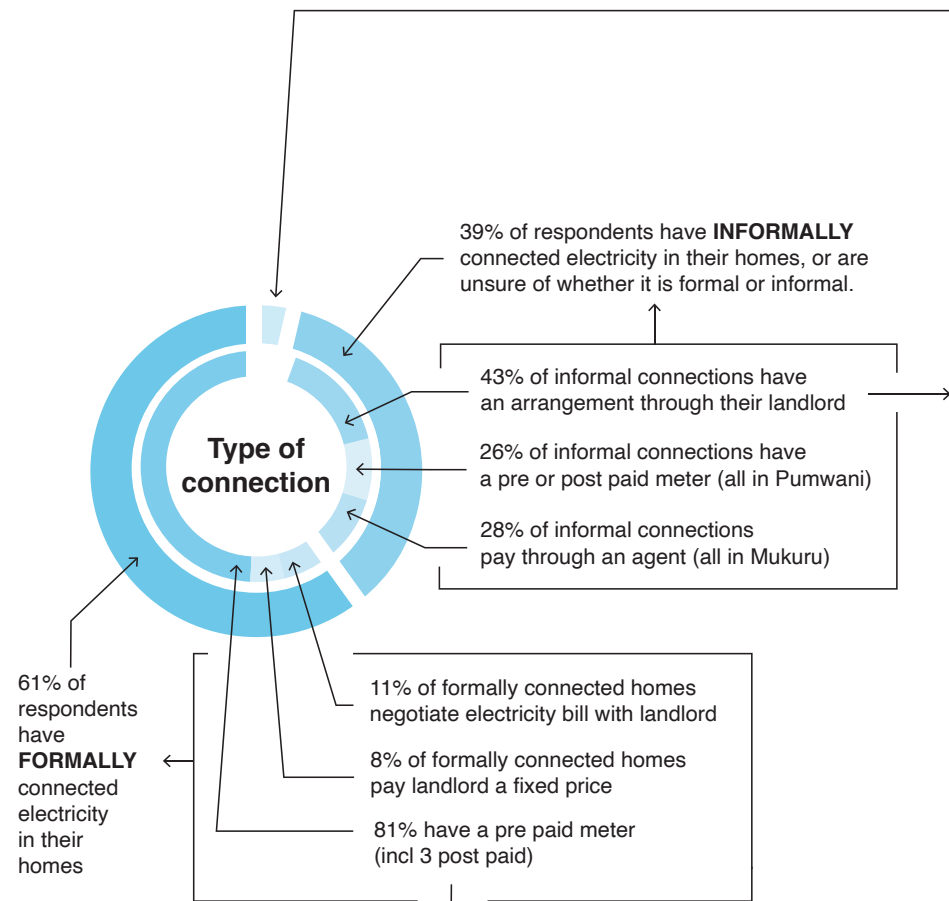 39% of respondents have INFORMALLY
connected electricity in their homes, or are
unsure of whether it is formal or informal.
43% of informal connections have
an arrangement through their landlord
Type of
connection
26% of informal connections have
a pre or post paid meter (all in Pumwani)
28% of informal connections
pay through an agent (all in Mukuru)
61% of
respondents
have
FORMALLY
connected
electricity
in their
homes
11% of formally connected homes
negotiate electricity bill with landlord
8% of formally connected homes
pay landlord a fixed price
81% have a pre paid meter
(incl 3 post paid)